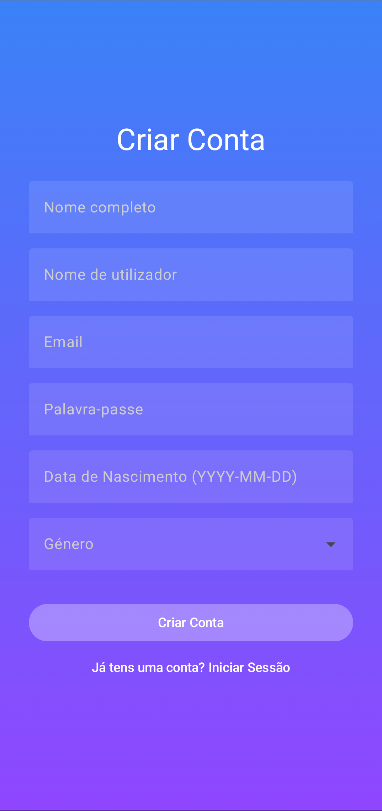 Criar Conta
Nome completo
Nome de utilizador
Email
Palavra-passe
Data de Nascimento (YYYY-MM-DD)
Género
Criar Conta
Já tens uma conta? Iniciar Sessão